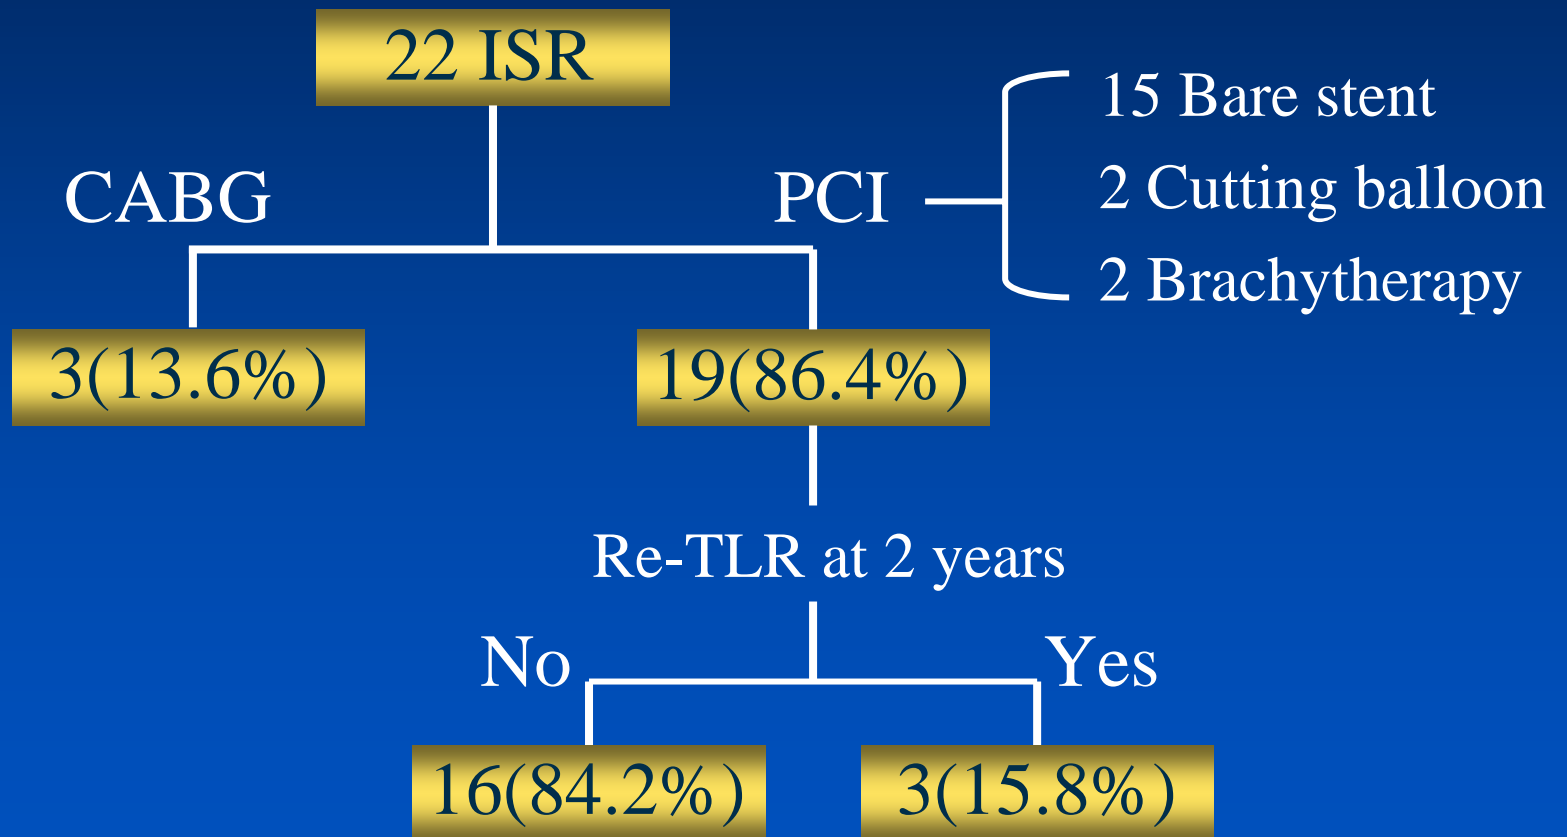 22 ISR
CABG
PCI
15 Bare stent
2 Cutting balloon
2 Brachytherapy
3(13.6%)
19(86.4%)
Re-TLR at 2 years
No
Yes
16(84.2%)
3(15.8%)